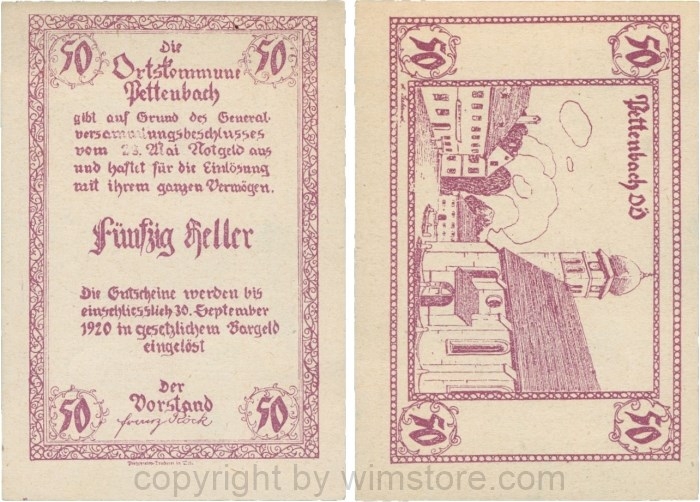 50
50
die
Ortskommune
Pettenbach
gibt auf Grund des General-
versammlungsbeschlusses
vom 28. Mai Notgeld aus
und haftet für die Einlösung
mit ihrem ganzen Vermögen.
Fünfzig Heller
Die Gutscheine werden bis
einschliesslich 30. September
1920 in gesetzlichem Bargeld
eingelöst
Der
Vorstand
50
50
50
50
Pettenbach OÖ
50
50
copyright by wimstore.com